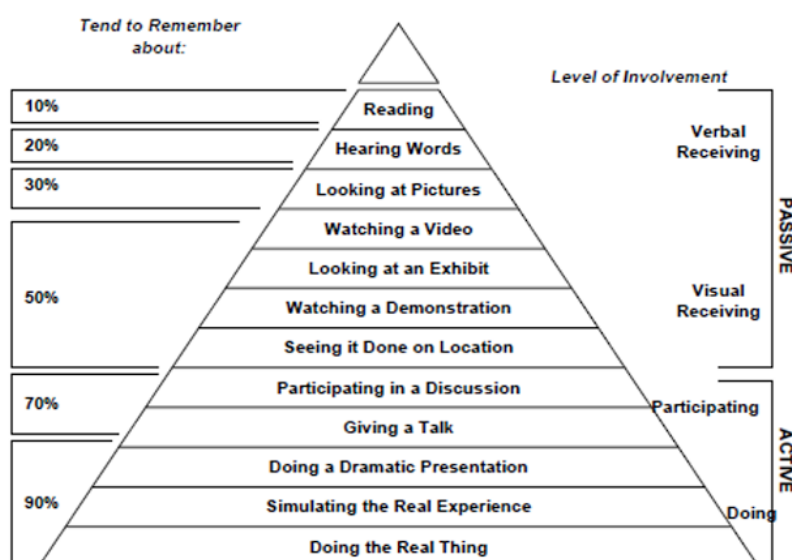 Tend to Remember
about:
Level of Involvement
10%
Reading
Verbal
Receiving
20%
Hearing Words
30%
Looking at Pictures
Watching a Video
PASSIVE
50%
Looking at an Exhibit
Watching a Demonstration
Visual
Receiving
Seeing it Done on Location
70%
Participating in a Discussion
Participating
Giving a Talk
ACTIVE
Doing a Dramatic Presentation
90%
Simulating the Real Experience
Doing
Doing the Real Thing